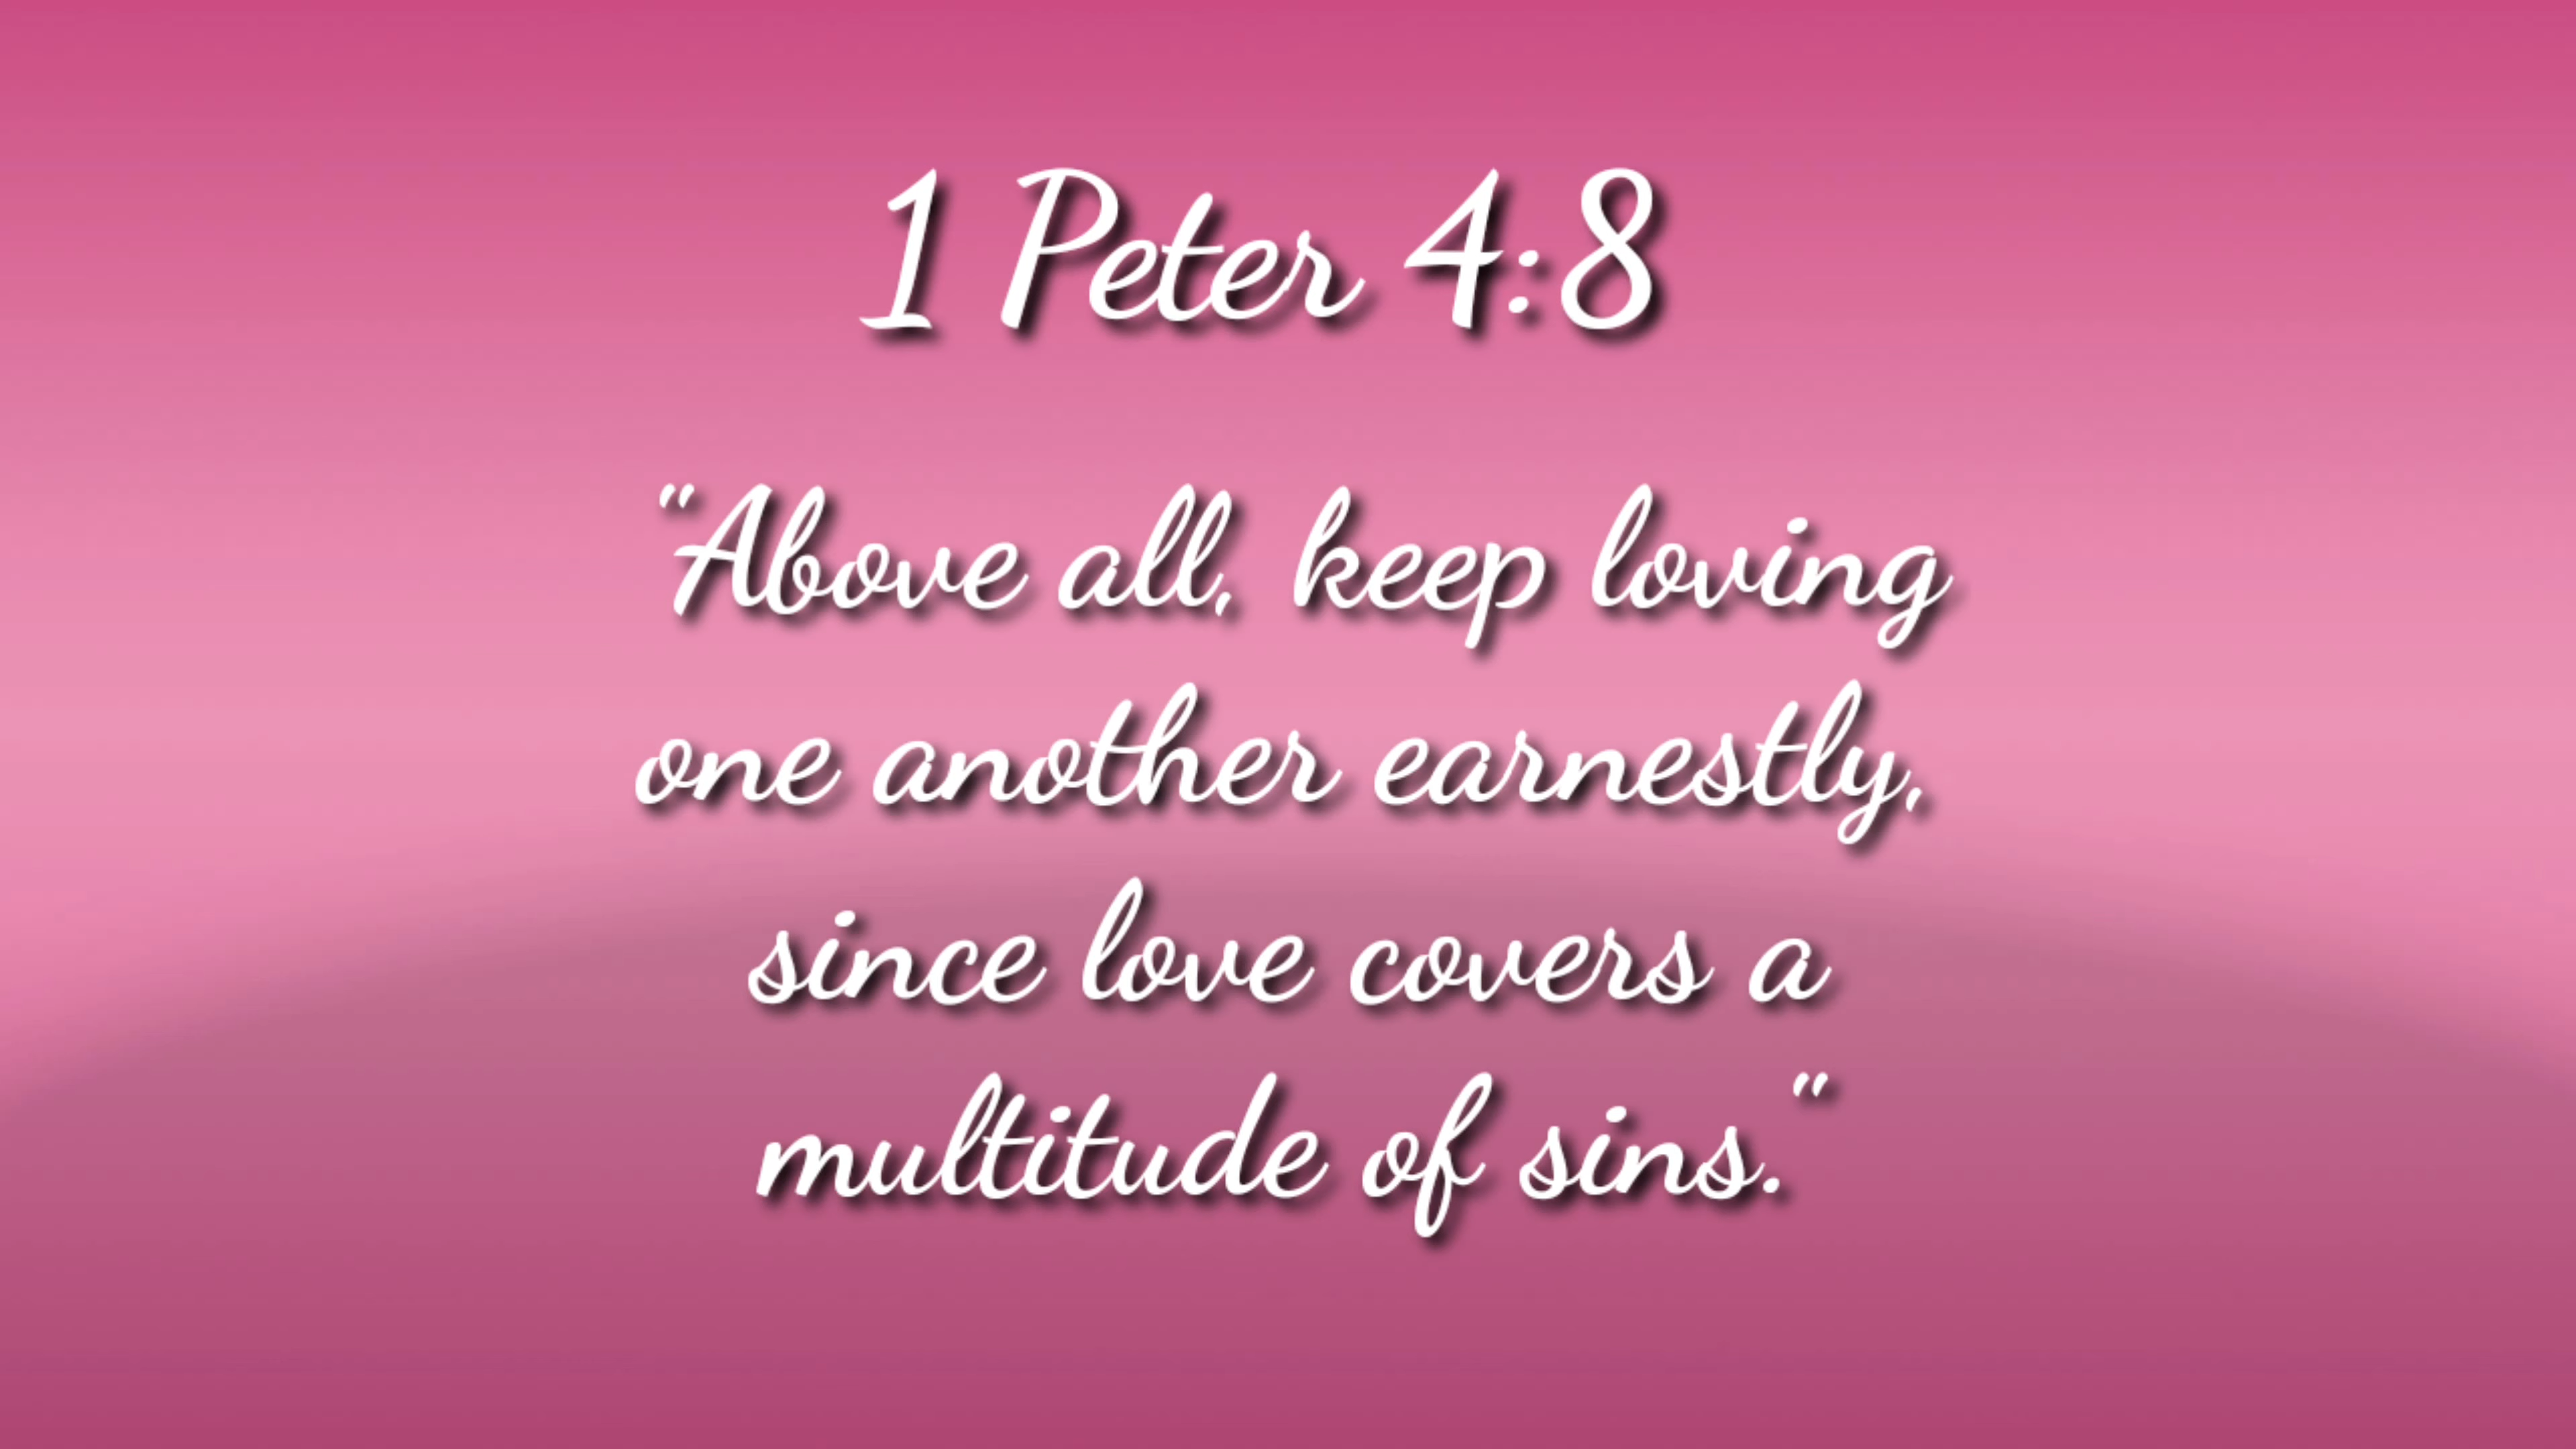 1 Peter 4:8
"Above all, keep loving
one another earnestly,
since love covers a
multitude of sins."